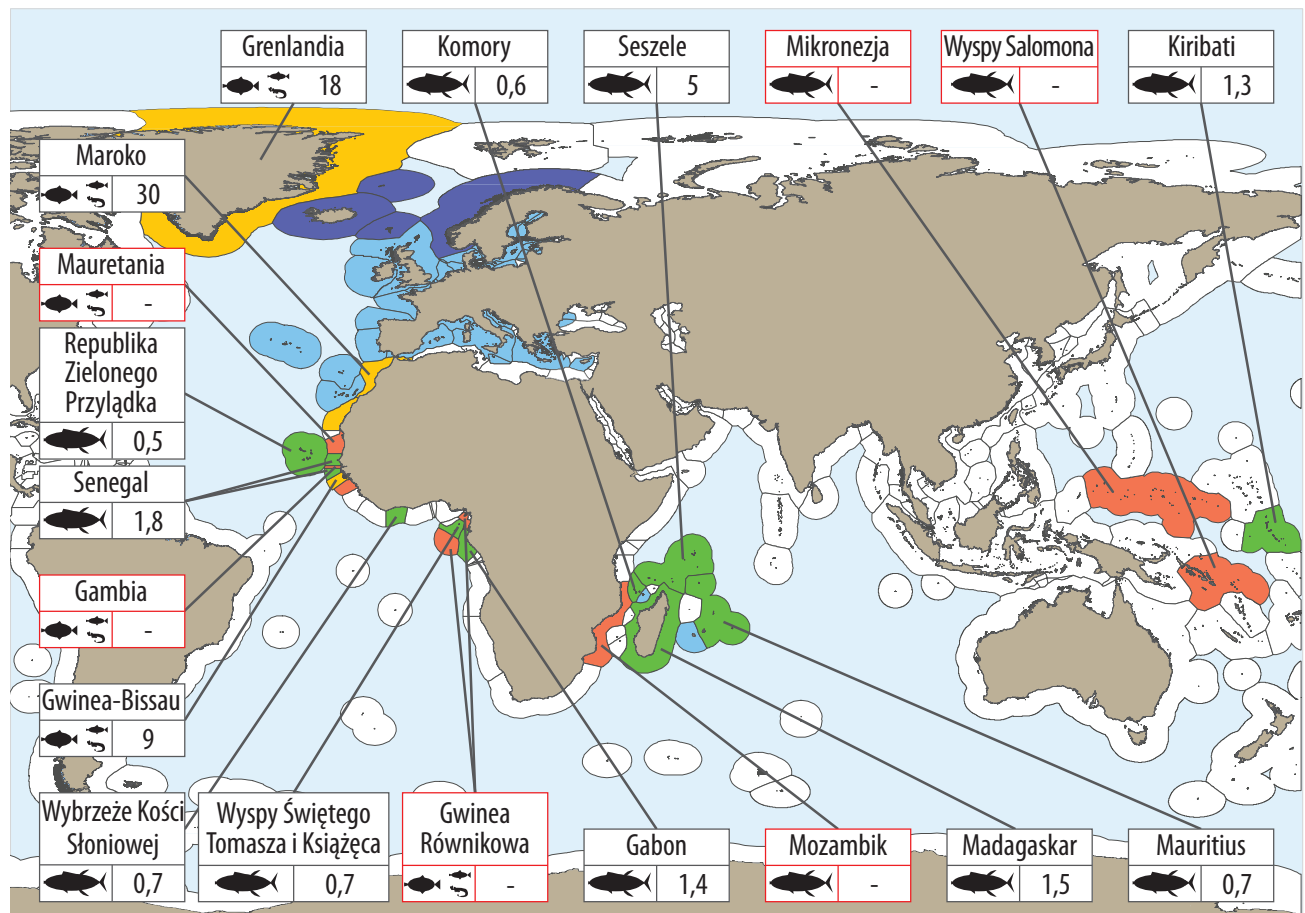 Grenlandia
18
Komory
0,6
Seszele
5
Mikronezja
-
Wyspy Salomona
-
Kiribati
1,3
Maroko
30
Mauretania
-
Republika
Zielonego
Przylądka
0,5
Senegal
1,8
Gambia
-
Gwinea-Bissau
9
Wybrzeże Kości
Słoniowej
0,7
Wyspy Świętego
Tomasza i Książęca
0,7
Gwinea
Równikowa
-
Gabon
1,4
Mozambik
-
Madagaskar
1,5
Mauritius
0,7